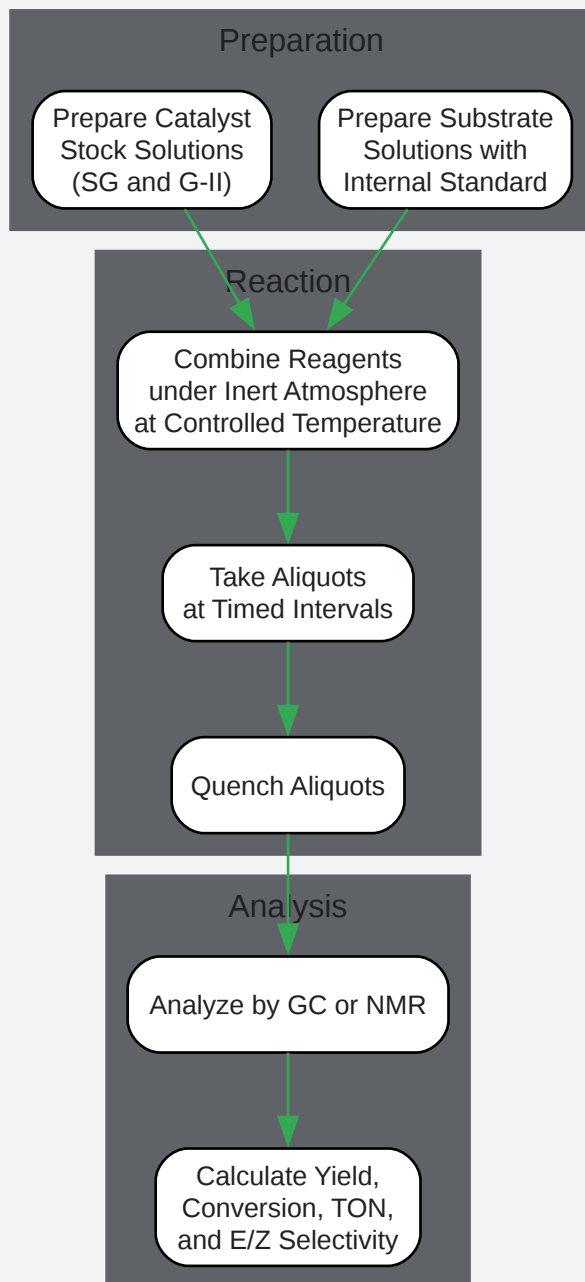 Preparation
Prepare Catalyst
Stock Solutions
(SG and G-II)
Prepare Substrate
Solutions with
Internal Standard
Reaction
Combine Reagents
under Inert Atmosphere
at Controlled Temperature
Take Aliquots
at Timed Intervals
Quench Aliquots
Analysis
Analyze by GC or NMR
Calculate Yield,
Conversion, TON,
and E/Z Selectivity